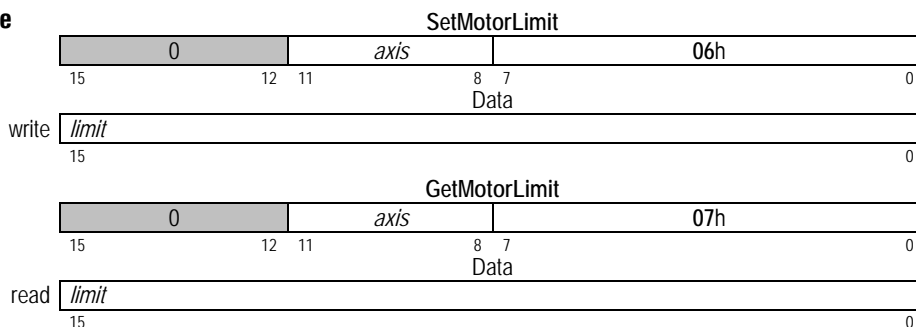 e
SetMotorLimit
0 axis 06h
15 12 11 8 7 0
Data
write limit
15 0
GetMotorLimit
0 axis 07h
15 12 11 8 7 0
Data
read limit
15 0